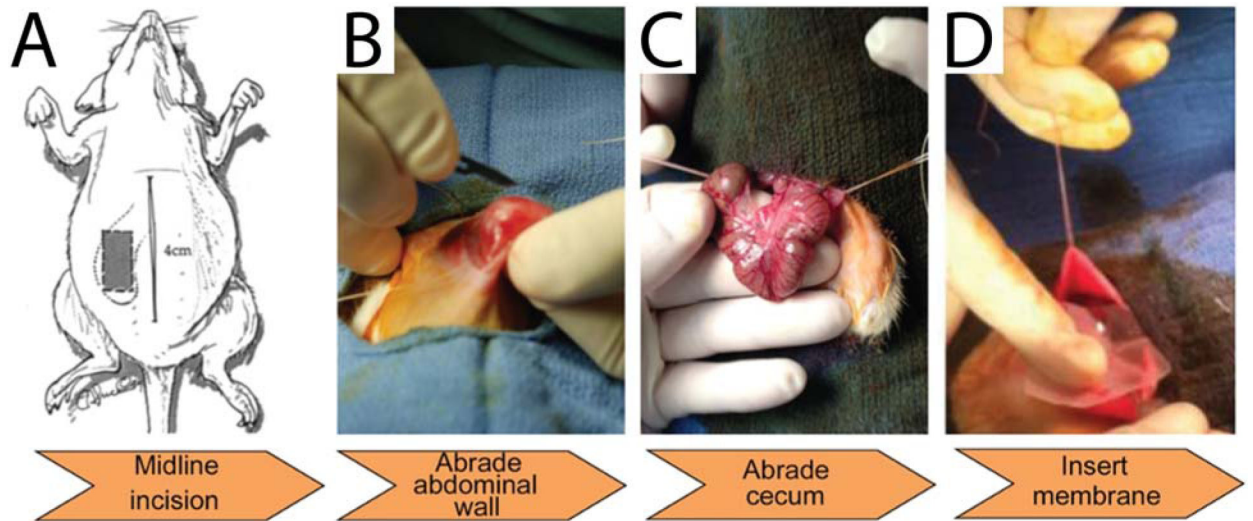 A
B
C
D
4cm
Midline
incision
Abrade
abdominal
wall
Abrade
cecum
Insert
membrane